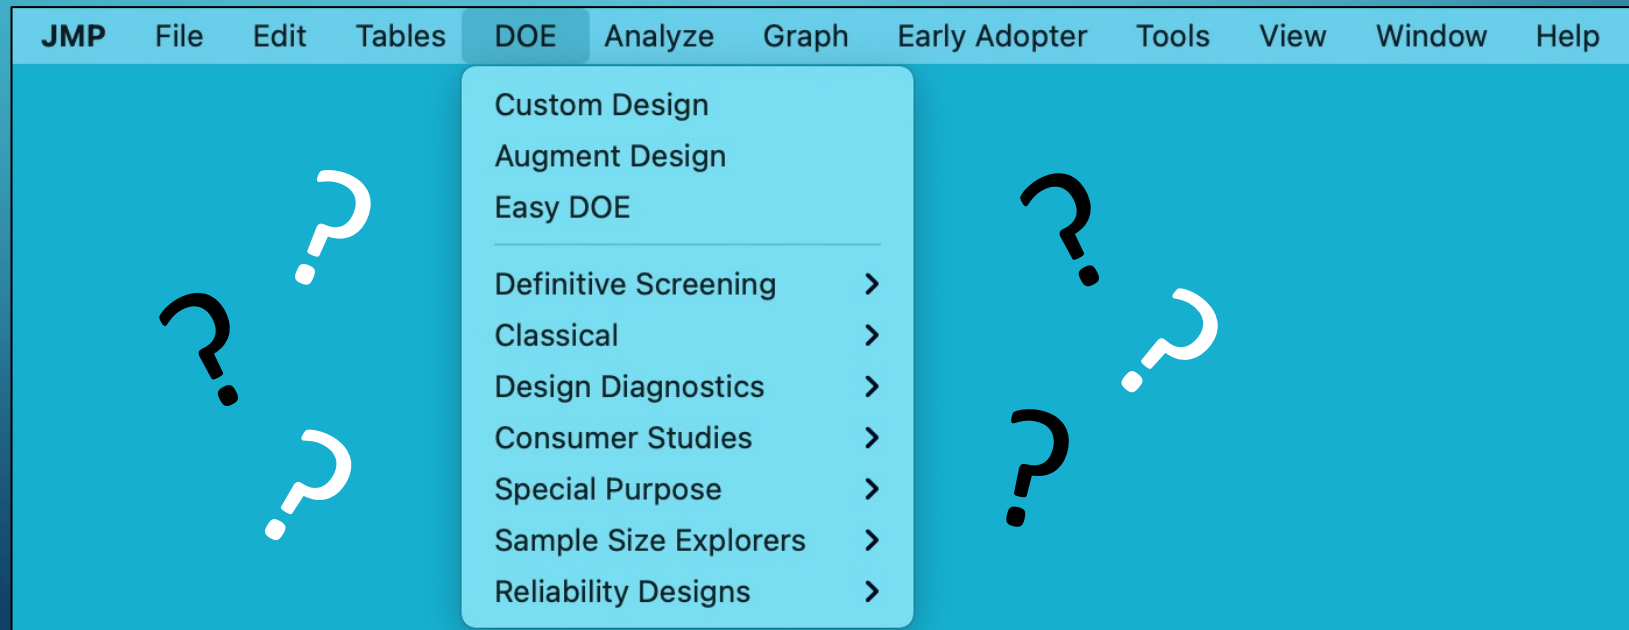 JMP File Edit Tables DOE Analyze Graph Early Adopter Tools View Window Help
Custom Design
Augment Design
Easy DOE
Definitive Screening
Classical
Design Diagnostics
Consumer Studies
Special Purpose
Sample Size Explorers
Reliability Designs
?
?
?
?
?
?